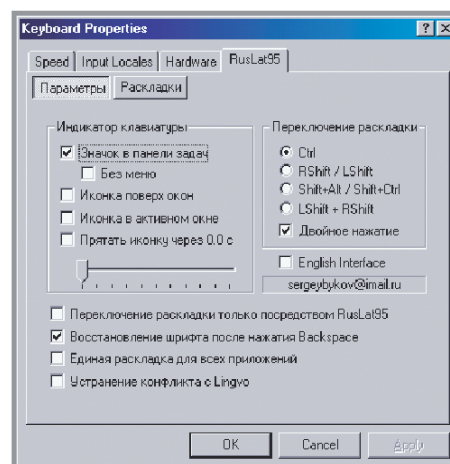 Keyboard Properties
Speed Input Locales Hardware RusLat95
Параметры Раскладки
Индикатор клавиатуры
Значок в панели задач
Без меню
Иконка поверх окон
Иконка в активном окне
Прятать иконку через 0.0 с
Переключение раскладки
Ctrl
RShift / LShift
Shift+Alt / Shift+Ctrl
LShift + RShift
Двойное нажатие
English Interface
sergeybykov@imail.ru
Переключение раскладки только посредством RusLat95
Восстановление шрифта после нажатия Backspace
Единая раскладка для всех приложений
Устранение конфликта с Lingvo
OK Cancel Apply